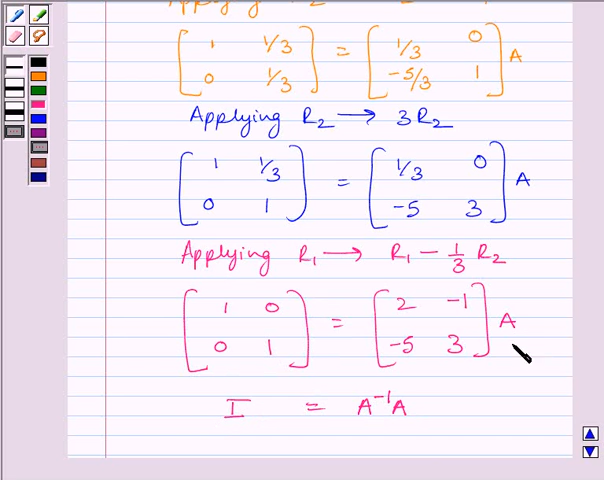 Applying R₂
[ 1 1/3 ; 0 1/3 ] = [ 1/3 0 ; -5/3 1 ] A
Applying R₂ → 3R₂
[ 1 1/3 ; 0 1 ] = [ 1/3 0 ; -5 3 ] A
Applying R₁ → R₁ - 1/3 R₂
[ 1 0 ; 0 1 ] = [ 2 -1 ; -5 3 ] A
I = A⁻¹A